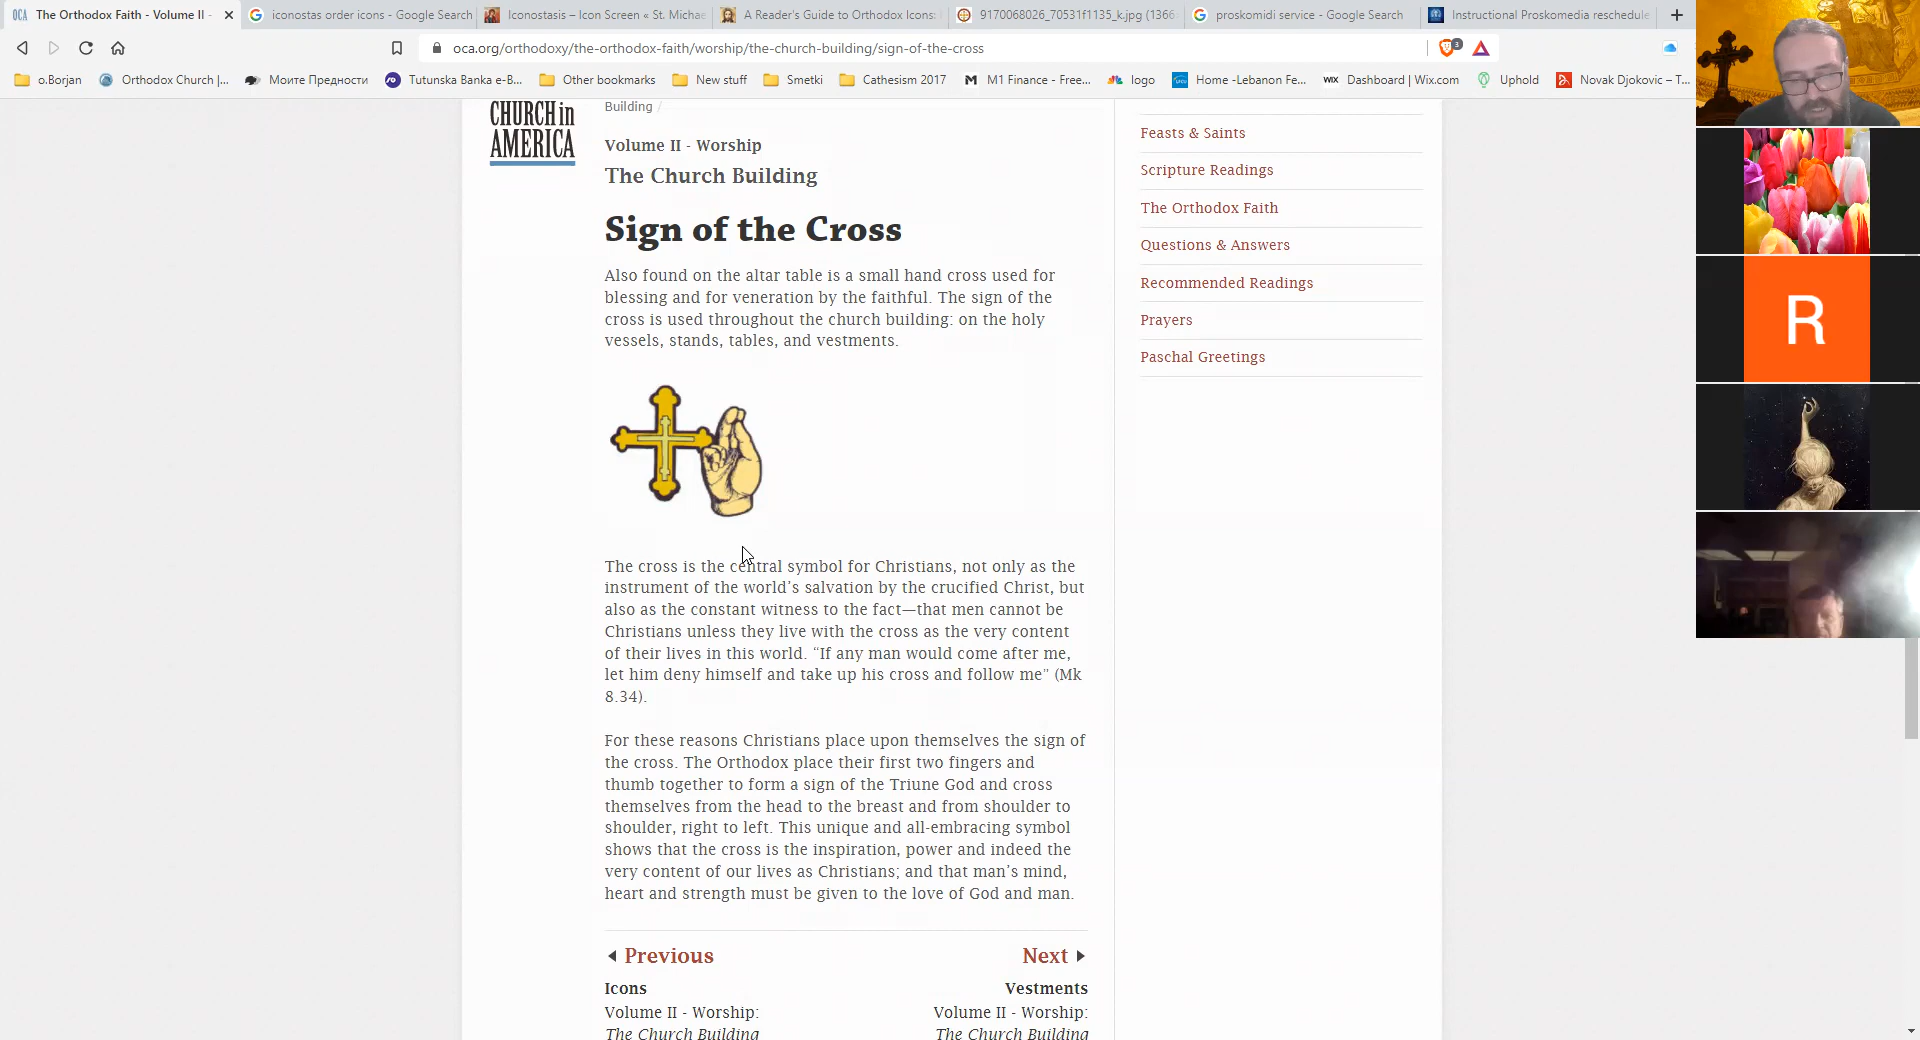 The Orthodox Faith - Volume II -
iconostas order icons - Google Search
Iconostasis – Icon Screen « St. Michae
A Reader's Guide to Orthodox Icons:
9170068026_70531f1135_k.jpg (1366
proskomidi service - Google Search
Instructional Proskomedia reschedule
oca.org/orthodoxy/the-orthodox-faith/worship/the-church-building/sign-of-the-cross
3
o.Borjan
Orthodox Church |...
Моите Предности
Tutunska Banka e-B...
Other bookmarks
New stuff
Smetki
Cathesism 2017
M1 Finance - Free...
logo
Home -Lebanon Fe...
WIX Dashboard | Wix.com
Uphold
Novak Djokovic – T...
CHURCH in
AMERICA
Building /
Volume II - Worship
The Church Building
Sign of the Cross
Also found on the altar table is a small hand cross used for
blessing and for veneration by the faithful. The sign of the
cross is used throughout the church building: on the holy
vessels, stands, tables, and vestments.
The cross is the central symbol for Christians, not only as the
instrument of the world's salvation by the crucified Christ, but
also as the constant witness to the fact—that men cannot be
Christians unless they live with the cross as the very content
of their lives in this world. “If any man would come after me,
let him deny himself and take up his cross and follow me" (Mk
8.34).
For these reasons Christians place upon themselves the sign of
the cross. The Orthodox place their first two fingers and
thumb together to form a sign of the Triune God and cross
themselves from the head to the breast and from shoulder to
shoulder, right to left. This unique and all-embracing symbol
shows that the cross is the inspiration, power and indeed the
very content of our lives as Christians; and that man's mind,
heart and strength must be given to the love of God and man.
Previous
Next
Icons
Vestments
Volume II - Worship:
Volume II - Worship:
The Church Building
The Church Building
Feasts & Saints
Scripture Readings
The Orthodox Faith
Questions & Answers
Recommended Readings
Prayers
Paschal Greetings
R